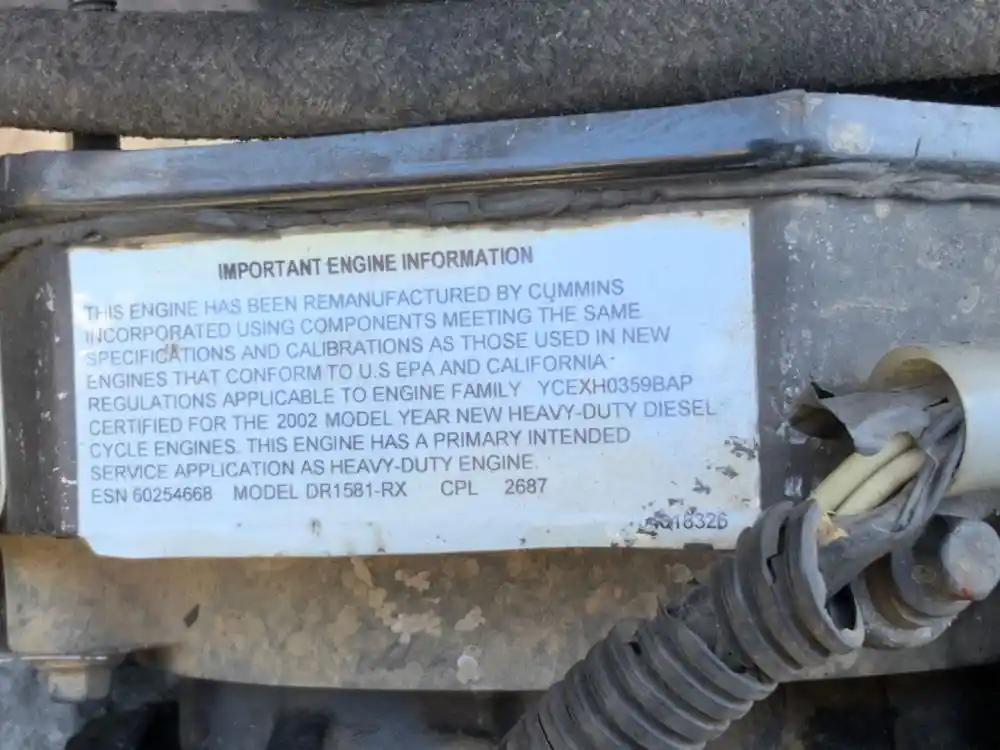 IMPORTANT ENGINE INFORMATION
THIS ENGINE HAS BEEN REMANUFACTURED BY CUMMINS
INCORPORATED USING COMPONENTS MEETING THE SAME
SPECIFICATIONS AND CALIBRATIONS AS THOSE USED IN NEW
ENGINES THAT CONFORM TO U.S EPA AND CALIFORNIA
REGULATIONS APPLICABLE TO ENGINE FAMILY YCEXH0359BAP
CERTIFIED FOR THE 2002 MODEL YEAR NEW HEAVY-DUTY DIESEL
CYCLE ENGINES. THIS ENGINE HAS A PRIMARY INTENDED
SERVICE APPLICATION AS HEAVY-DUTY ENGINE.
ESN 60254668 MODEL DR1581-RX CPL 2687